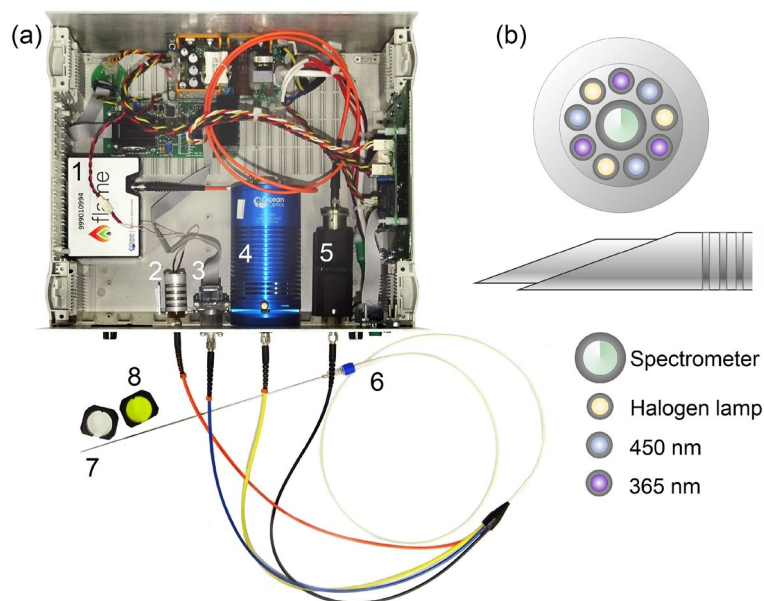 (a)
(b)
1
999010994
flame
Ocean
Optics
2
3
4
5
6
7
8
Spectrometer
Halogen lamp
450 nm
365 nm